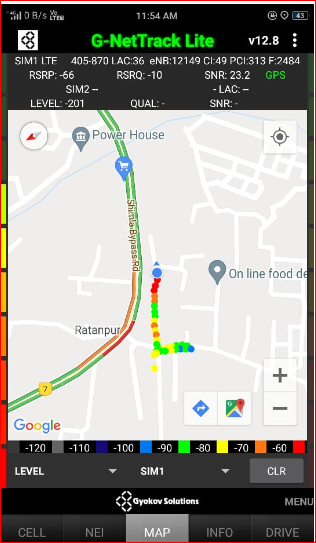 0 B/s Vo LTE 11:54 AM 43
G-NetTrack Lite v12.8
SIM1 LTE 405-870 LAC:36 eNB:12149 CI:49 PCI:313 F:2484
RSRP: -66 RSRQ: -10 SNR: 23.2 GPS
SIM2 -- - LAC: --
LEVEL: -201 QUAL: - SNR: -
Power House
Shimla Bypass Rd
On line food de
Ratanpur
7
Google
+
−
-120 -110 -100 -90 -80 -70 -60
LEVEL SIM1 CLR
Gyokov Solutions MENU
CELL NEI MAP INFO DRIVE